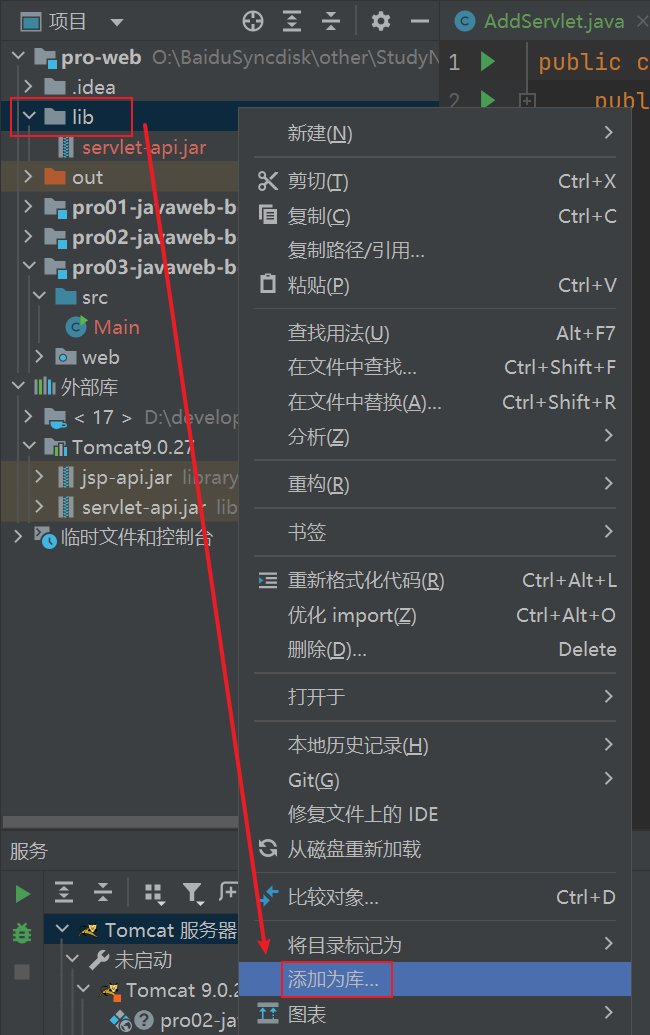 项目
AddServlet.java
pro-web O:\BaiduSyncdisk\other\StudyN
1 public c
.idea
2 publ
lib
servlet-api.jar
out
pro01-javaweb-b
pro02-javaweb-b
pro03-javaweb-b
src
Main
web
外部库
< 17 > D:\develop
Tomcat9.0.27
jsp-api.jar library
servlet-api.jar lib
临时文件和控制台
新建(N)
剪切(T) Ctrl+X
复制(C) Ctrl+C
复制路径/引用...
粘贴(P) Ctrl+V
查找用法(U) Alt+F7
在文件中查找... Ctrl+Shift+F
在文件中替换(A)... Ctrl+Shift+R
分析(Z)
重构(R)
书签
重新格式化代码(R) Ctrl+Alt+L
优化 import(Z) Ctrl+Alt+O
删除(D)... Delete
打开于
本地历史记录(H)
Git(G)
修复文件上的 IDE
从磁盘重新加载
比较对象... Ctrl+D
将目录标记为
添加为库...
图表
服务
Tomcat 服务器
未启动
Tomcat 9.0.2
pro02-ja